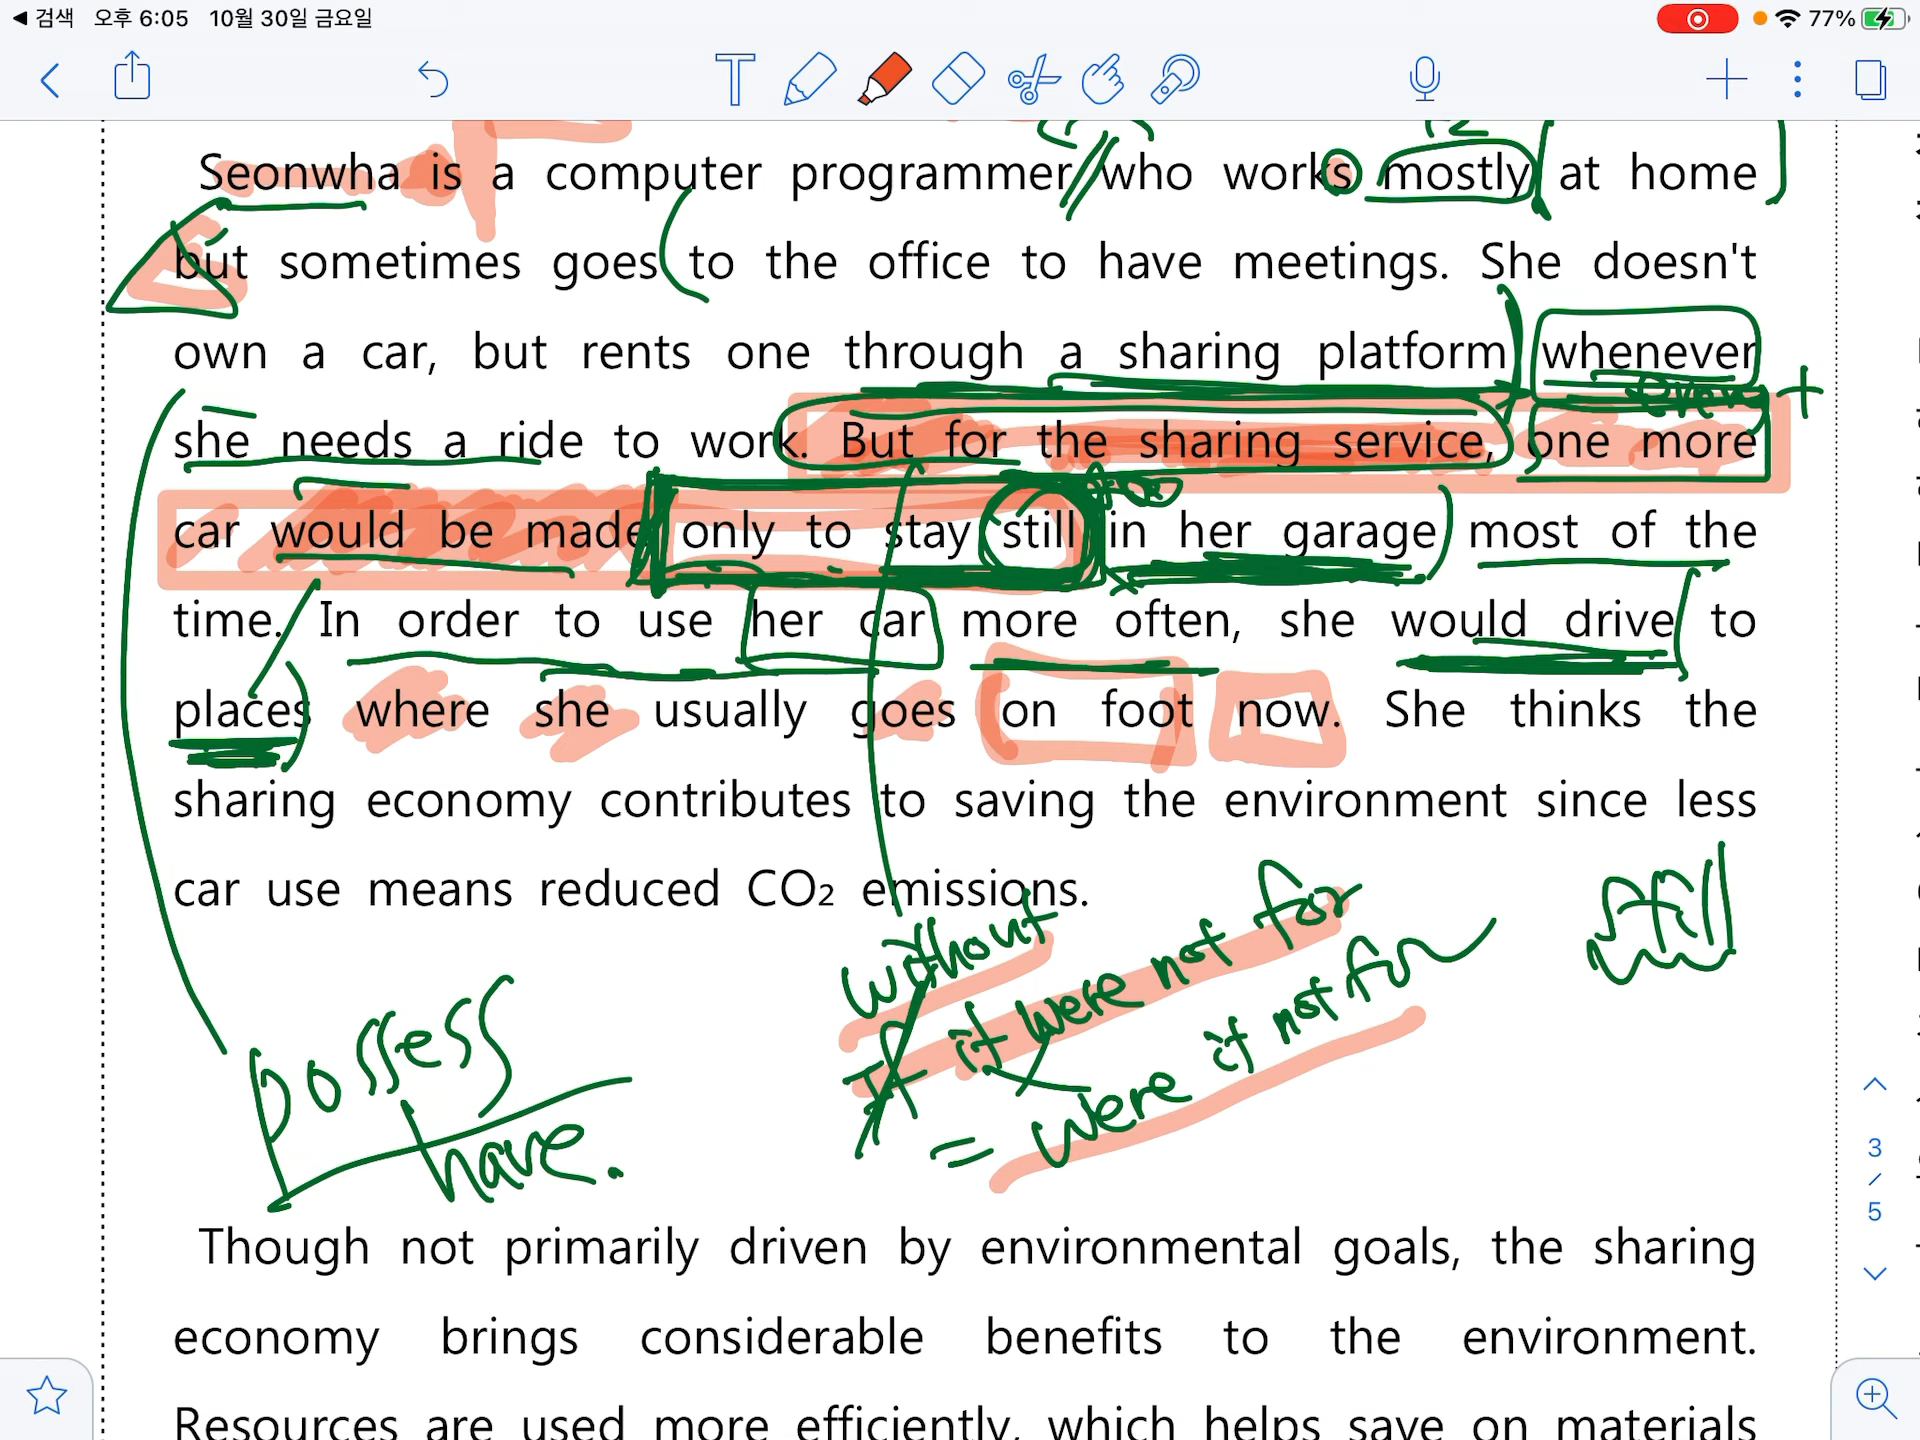 ◀ 검색 오후 6:05 10월 30일 금요일 77%
Seonwha is a computer programmer who works mostly at home
but sometimes goes to the office to have meetings. She doesn't
own a car, but rents one through a sharing platform whenever
every
she needs a ride to work. But for the sharing service, one more
car would be made only to stay still in her garage most of the
time. In order to use her car more often, she would drive to
places where she usually goes on foot now. She thinks the
sharing economy contributes to saving the environment since less
car use means reduced CO₂ emissions.
without
If it were not for
= were it not for
still
possess
have.
3
/
5
Though not primarily driven by environmental goals, the sharing
economy brings considerable benefits to the environment.
Resources are used more efficiently, which helps save on materials